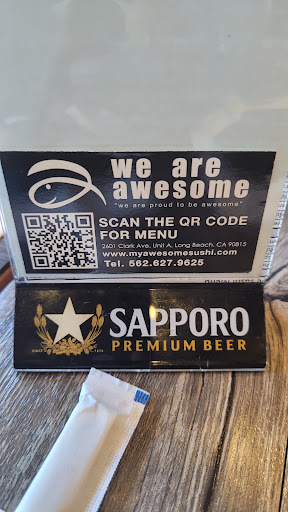 we are
awesome
"we are proud to be awesome"
SCAN THE QR CODE
FOR MENU
2601 Clark Ave, Unit A, Long Beach, CA 90815
www.myawesomesushi.com
Tel. 562.627.9625
SAPPORO
PREMIUM BEER